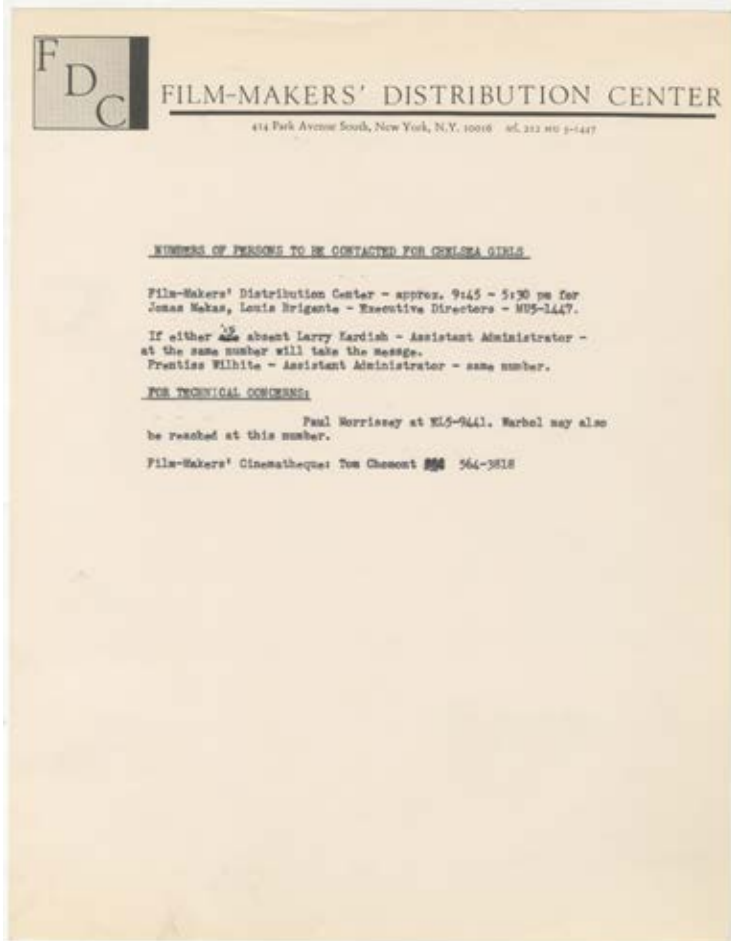 F
D
C
FILM-MAKERS' DISTRIBUTION CENTER
414 Park Avenue South, New York, N.Y. 10016 tel. 212 MU 5-1447
NUMBERS OF PERSONS TO BE CONTACTED FOR CHELSEA GIRLS
Film-Makers' Distribution Center - approx. 9:45 - 5:30 pm for
Jonas Mekas, Louis Brigante - Executive Directors - MU5-1447.
If either is absent Larry Kardish - Assistant Administrator -
at the same number will take the messge.
Prentiss Wilhite - Assistant Administrator - same number.
FOR TECHNICAL CONCERNS:
Paul Morrissey at EL5-9441. Warhol may also
be reached at this number.
Film-Makers' Cinematheque: Tom Chomont 564-3818